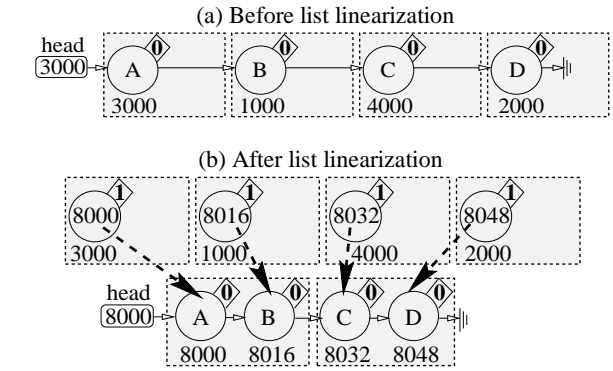 (a) Before list linearization
head 0 0 0 0
3000 A B C D
3000 1000 4000 2000
(b) After list linearization
1 1 1 1
8000 8016 8032 8048
3000 1000 4000 2000
head 0 0 0 0
8000 A B C D
8000 8016 8032 8048